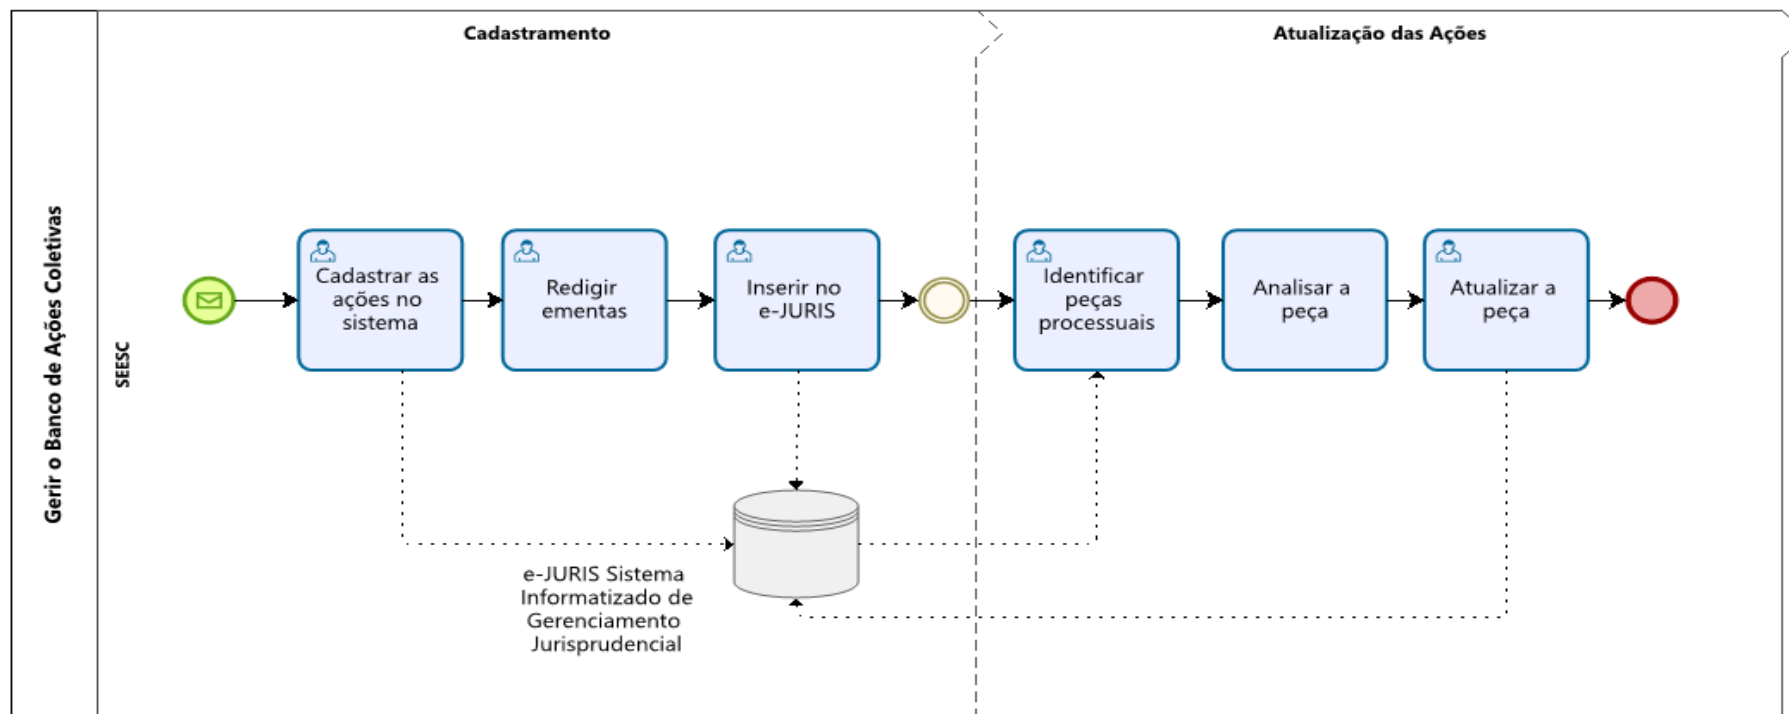 Cadastramento
Atualização das Ações
Gerir o Banco de Ações Coletivas
SEESC
Cadastrar as
ações no
sistema
Redigir
ementas
Inserir no
e-JURIS
Identificar
peças
processuais
Analisar a
peça
Atualizar a
peça
e-JURIS Sistema
Informatizado de
Gerenciamento
Jurisprudencial